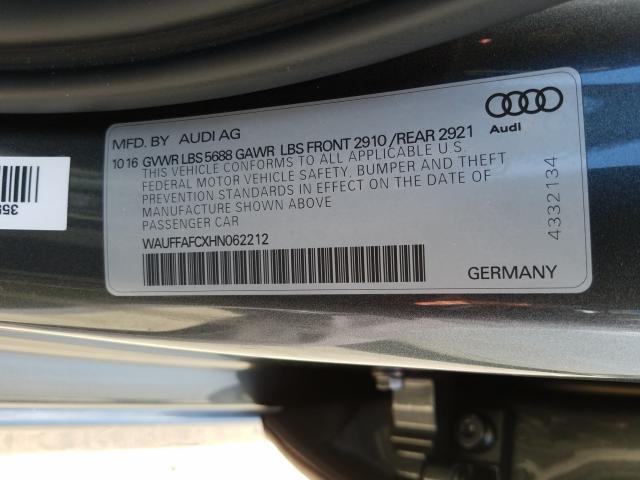 Audi
MFD. BY AUDI AG
10 16 GVWR LBS 5688 GAWR LBS FRONT 2910 /REAR 2921
THIS VEHICLE CONFORMS TO ALL APPLICABLE U.S.
FEDERAL MOTOR VEHICLE SAFETY, BUMPER AND THEFT
PREVENTION STANDARDS IN EFFECT ON THE DATE OF
MANUFACTURE SHOWN ABOVE
PASSENGER CAR
WAUFFAFCXHN062212
GERMANY
4332134